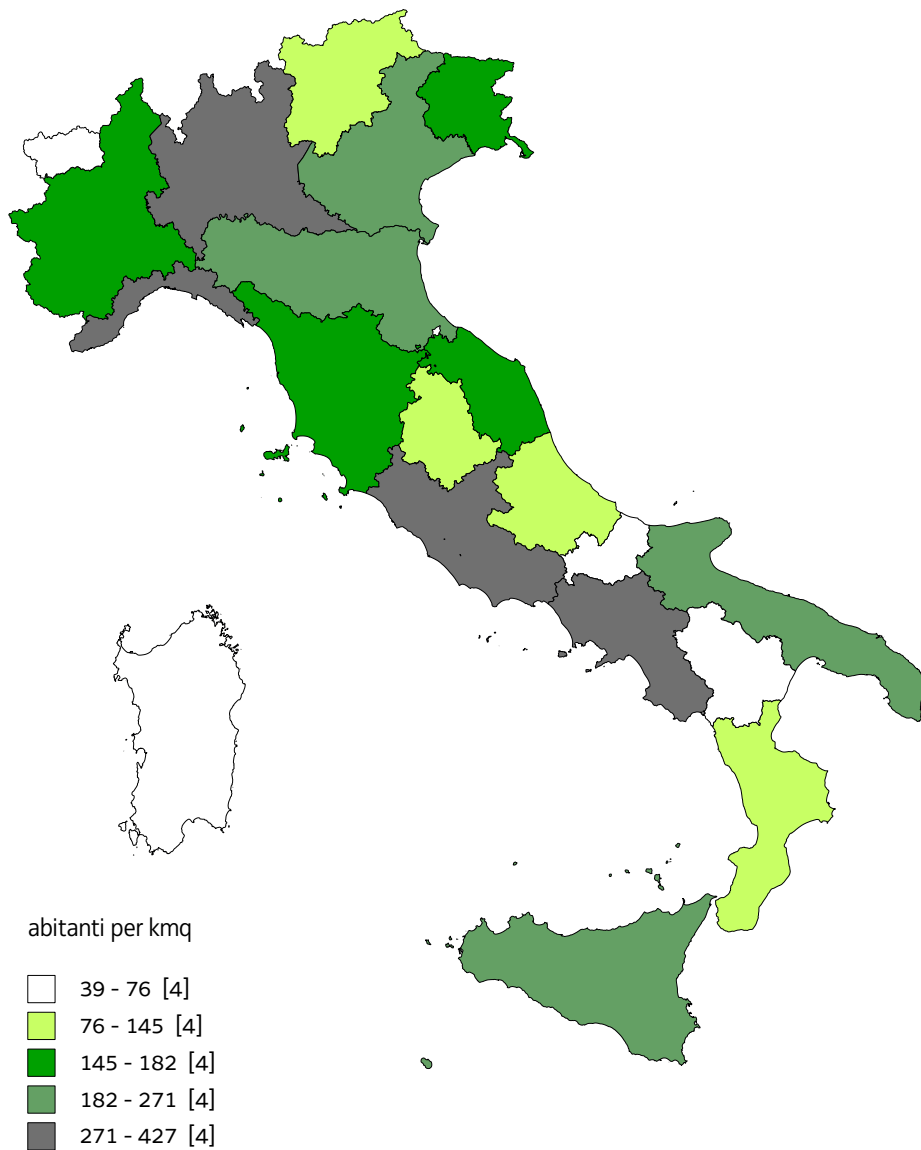 abitanti per kmq
39 - 76 [4]
76 - 145 [4]
145 - 182 [4]
182 - 271 [4]
271 - 427 [4]